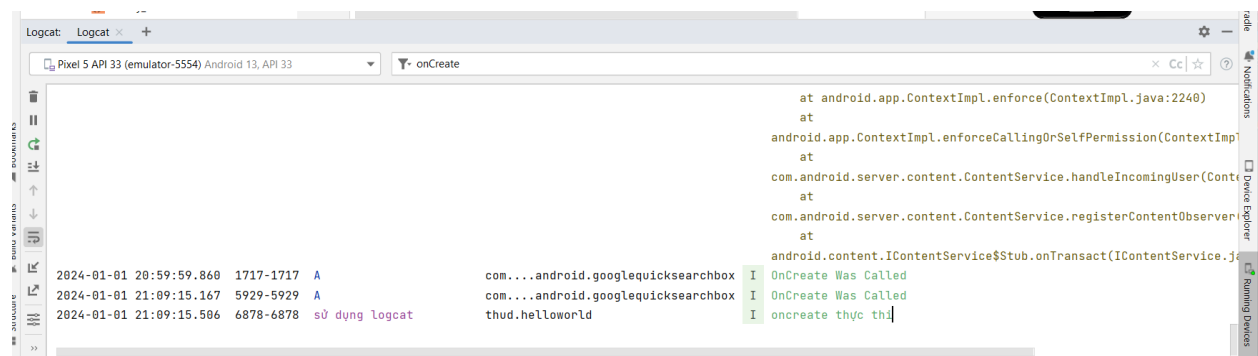 Logcat: Logcat × +
Pixel 5 API 33 (emulator-5554) Android 13, API 33 onCreate × Cc
at android.app.ContextImpl.enforce(ContextImpl.java:2240)
at
android.app.ContextImpl.enforceCallingOrSelfPermission(ContextImpl
at
com.android.server.content.ContentService.handleIncomingUser(Conte
at
com.android.server.content.ContentService.registerContentObserver(
at
android.content.IContentService$Stub.onTransact(IContentService.ja
2024-01-01 20:59:59.860 1717-1717 A com....android.googlequicksearchbox I OnCreate Was Called
2024-01-01 21:09:15.167 5929-5929 A com....android.googlequicksearchbox I OnCreate Was Called
2024-01-01 21:09:15.506 6878-6878 sử dụng logcat thud.helloworld I oncreate thực thi
Notifications
Device Explorer
Running Devices